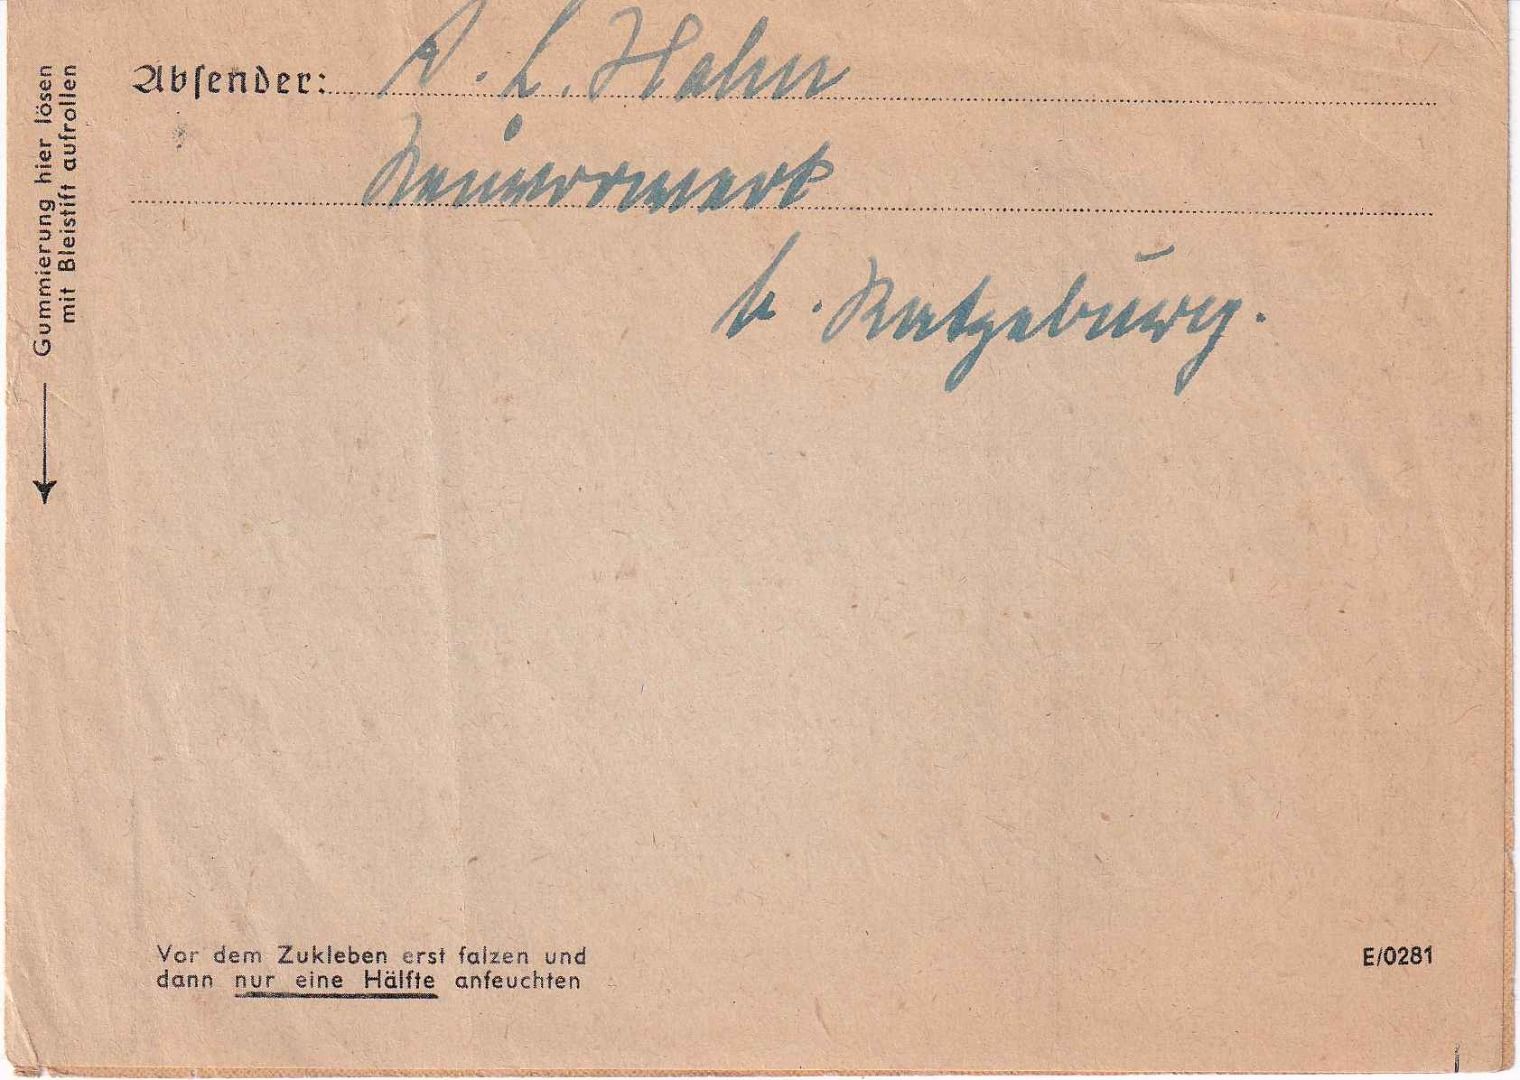 Absender: K. L. Hahn
Neuvorwerk
b. Ratzeburg.
Gummierung hier lösen
mit Bleistift aufrollen
Vor dem Zukleben erst falzen und
dann nur eine Hälfte anfeuchten
E/0281